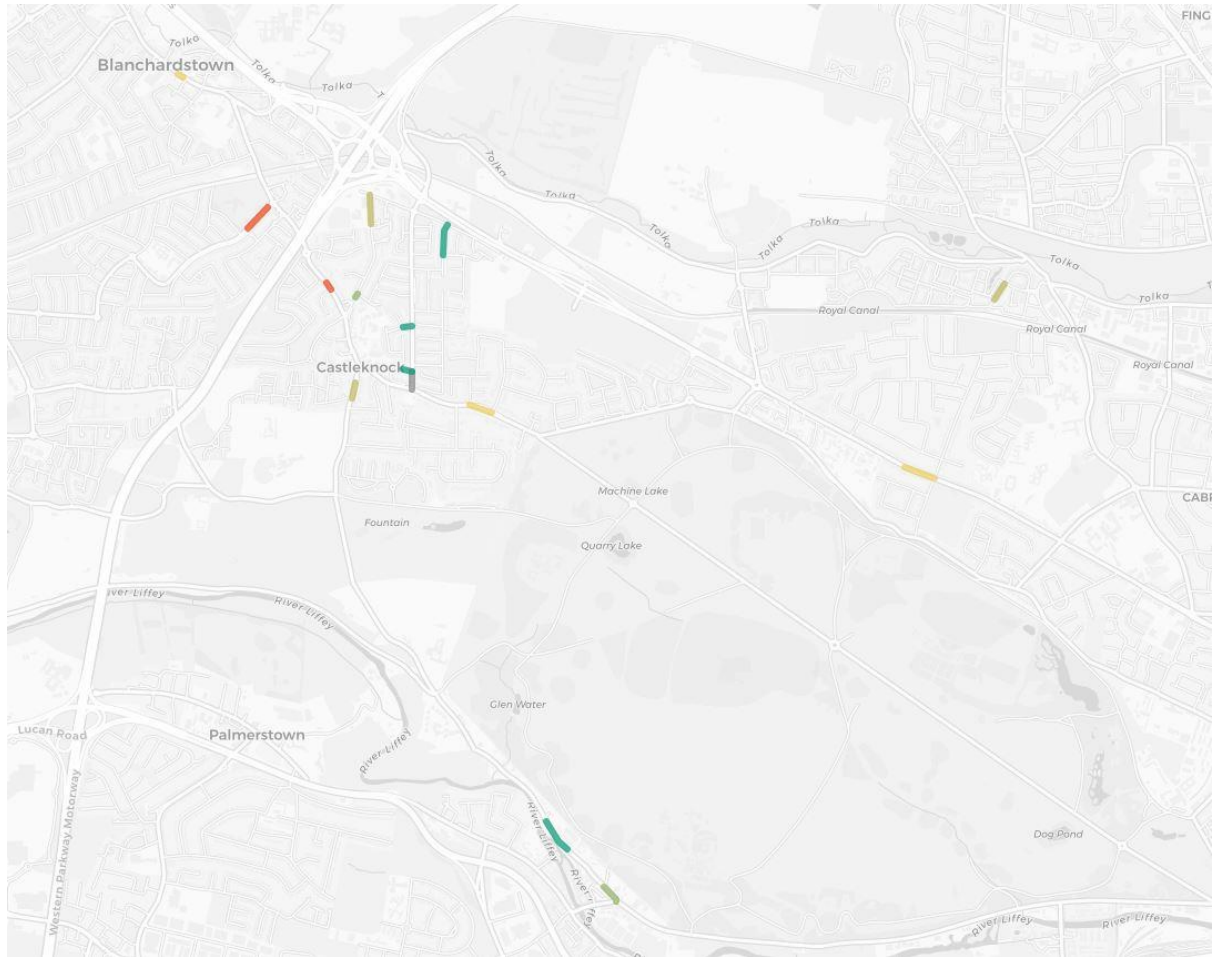 FING
Tolka
Blanchardstown
Tolka
Tolka
T
Tolka
Tolka
Tolka
Tolka
Tolka
Tolka
Royal Canal
Royal Canal
Royal Canal
Castleknock
Machine Lake
CABR
Fountain
Quarry Lake
iver Liffey
River Liffey
Glen Water
Lucan Road
Palmerstown
River Liffey
Western Parkway Motorway
River Liffey
Dog Pond
River Liffey
River Liffey
River Liffey